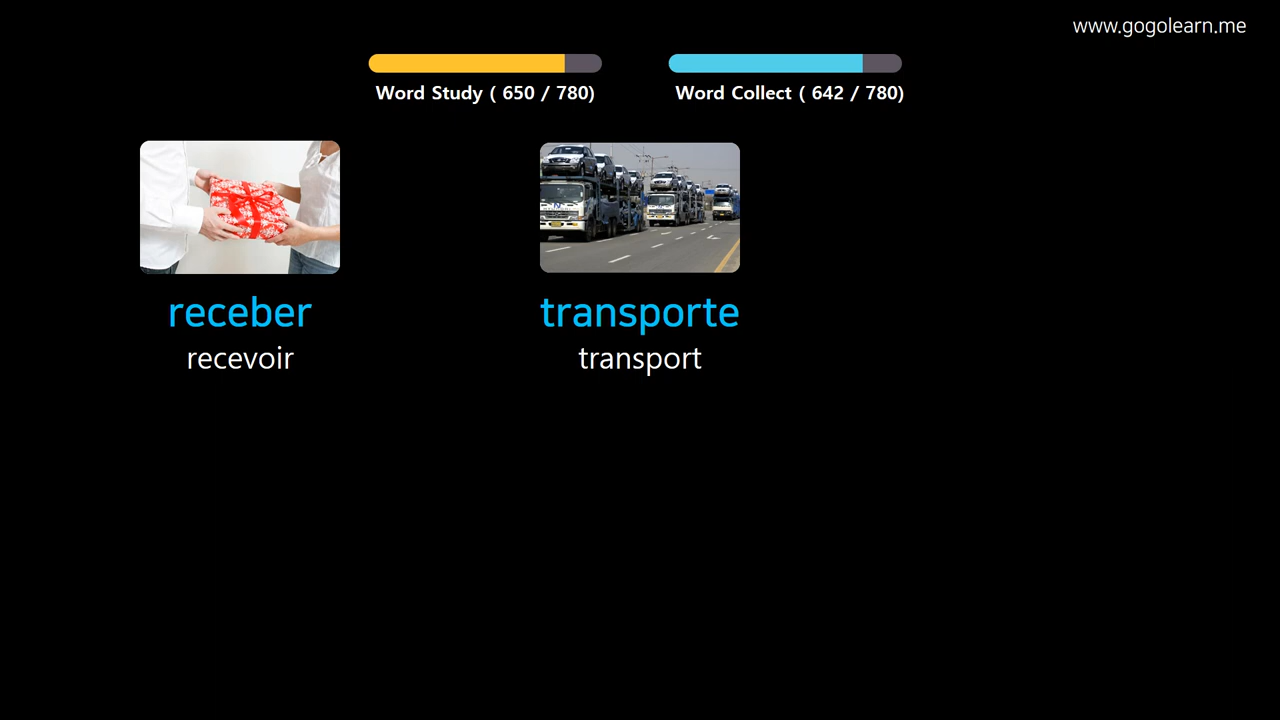 www.gogolearn.me
Word Study ( 650 / 780)
Word Collect ( 642 / 780)
receber
recevoir
transporte
transport